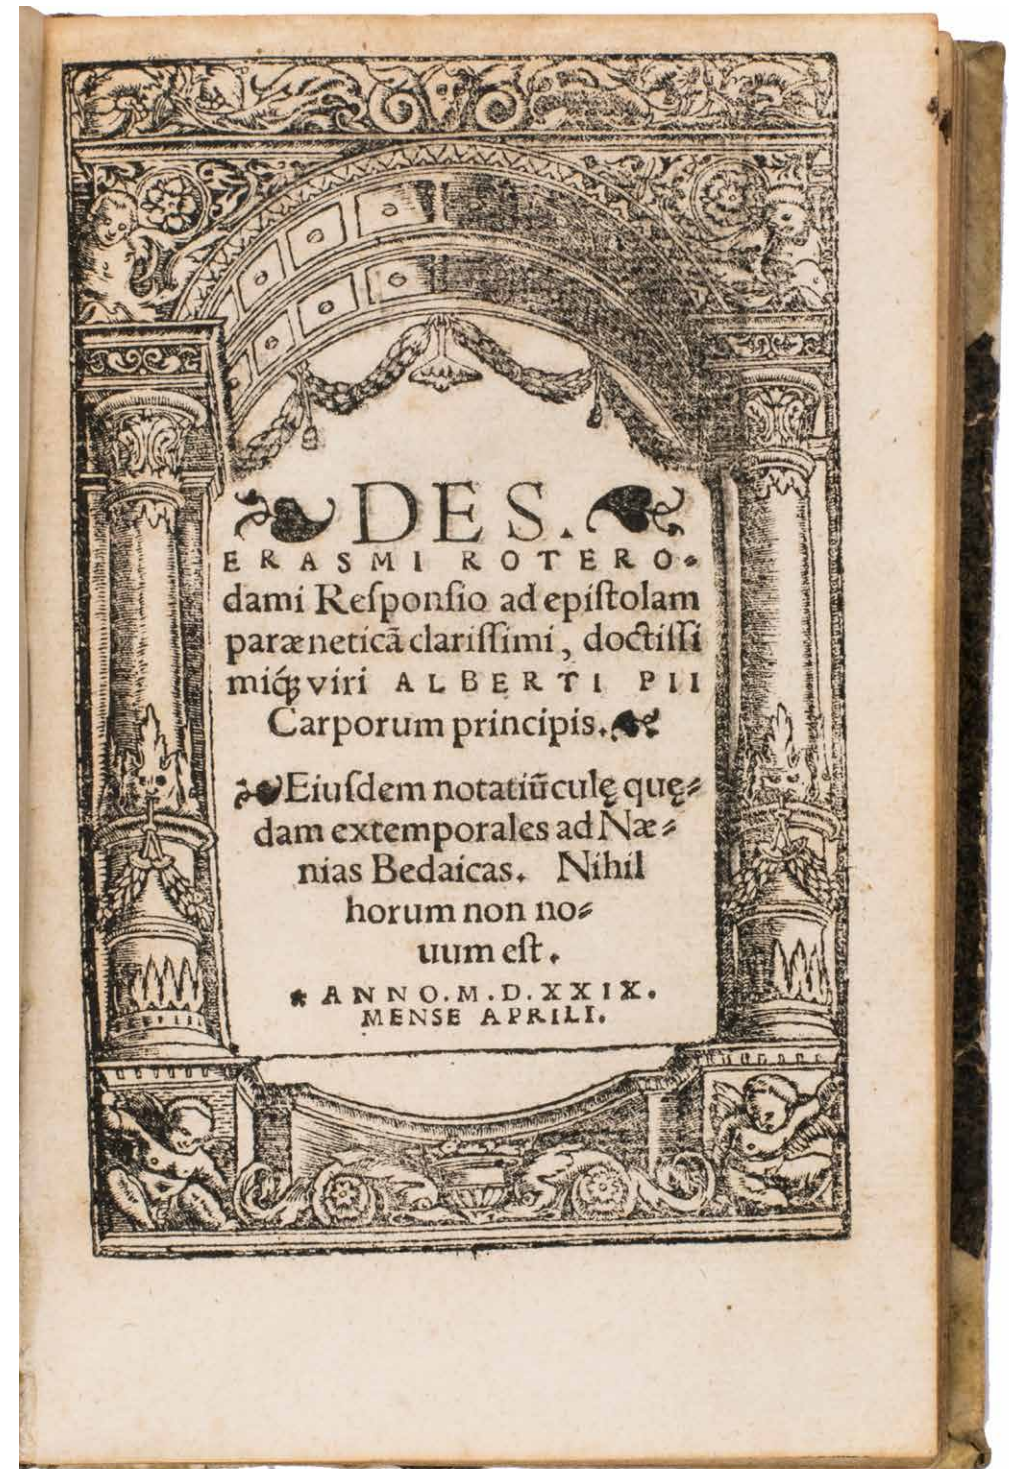 DES.
ERASMI ROTERO-
dami Reſponſio ad epiſtolam
paræneticã clariſſimi, doctiſſi
miq́ꝫ viri ALBERTI PII
Carporum principis.
Eiuſdem notatiũculę quę-
dam extemporales ad Næ-
nias Bedaicas. Nihil
horum non no-
uum eſt.
* ANNO. M. D. XXIX.
MENSE APRILI.